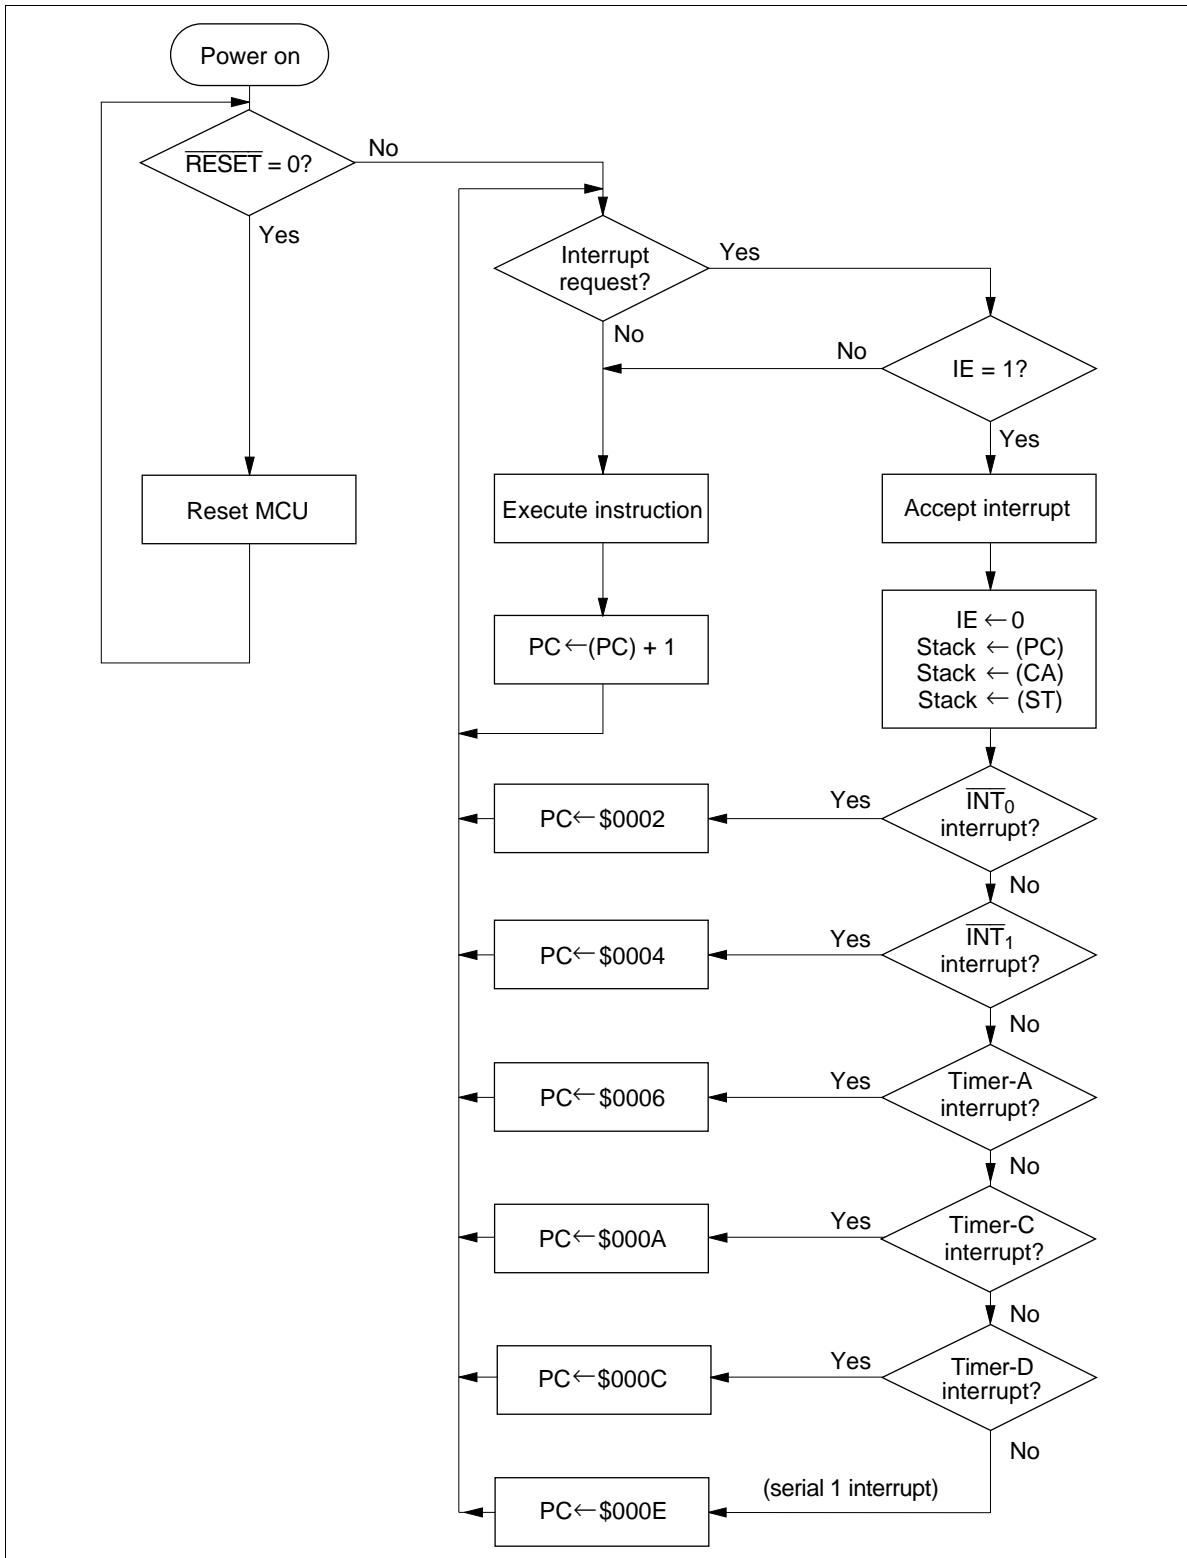 Power on
RESET = 0?
No
Yes
Interrupt
request?
Yes
No
No
IE = 1?
Yes
Reset MCU
Execute instruction
Accept interrupt
PC←(PC) + 1
IE ← 0
Stack ← (PC)
Stack ← (CA)
Stack ← (ST)
PC←$0002
Yes
INT0
interrupt?
No
PC←$0004
Yes
INT1
interrupt?
No
PC←$0006
Yes
Timer-A
interrupt?
No
PC←$000A
Yes
Timer-C
interrupt?
No
PC←$000C
Yes
Timer-D
interrupt?
No
(serial 1 interrupt)
PC←$000E